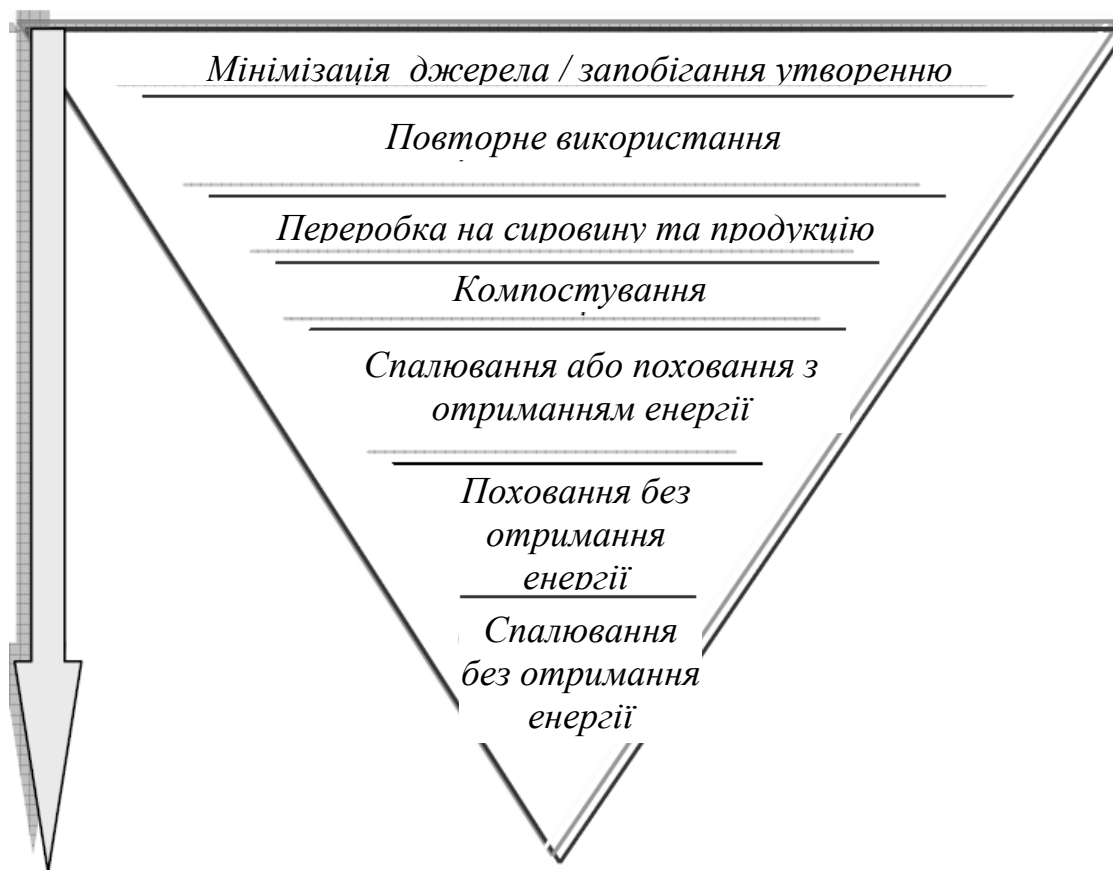 Мінімізація джерела / запобігання утворенню
Повторне використання
Переробка на сировину та продукцію
Компостування
Спалювання або поховання з
отриманням енергії
Поховання без
отримання
енергії
Спалювання
без отримання
енергії